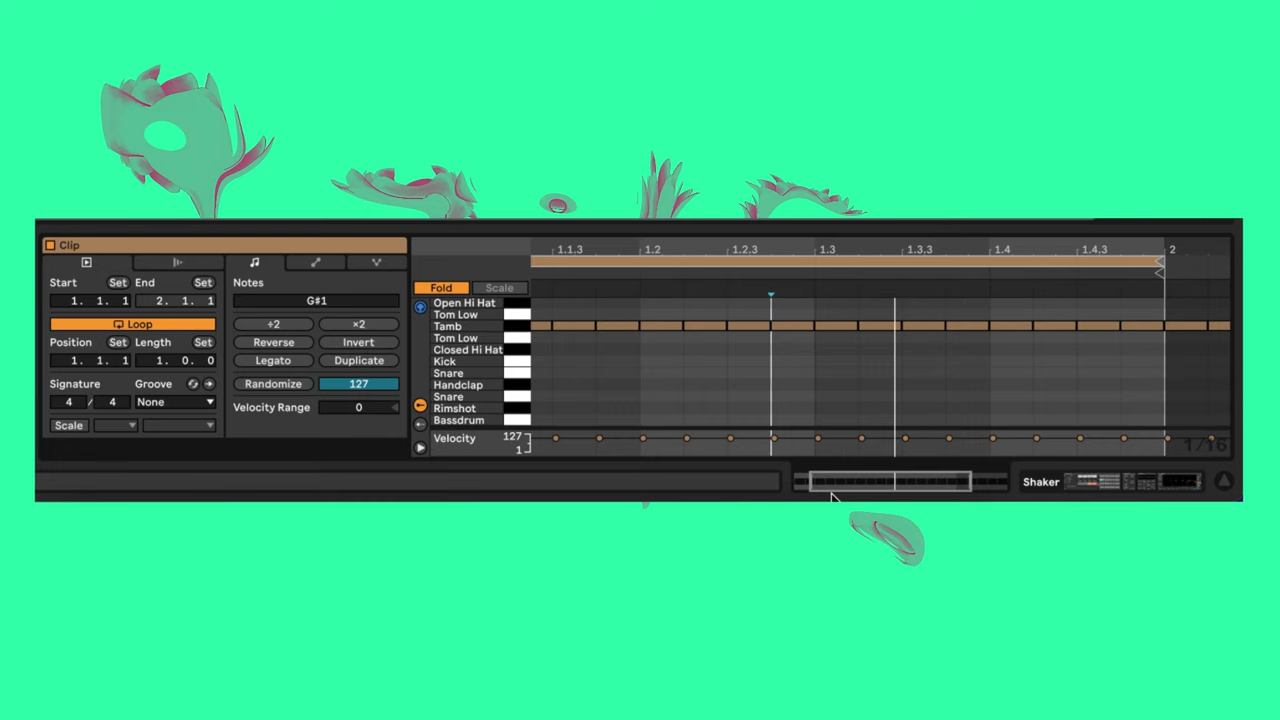 Clip
Start Set End Set
1. 1. 1 2. 1. 1
Loop
Position Set Length Set
1. 1. 1 1. 0. 0
Signature Groove
4 / 4 None
Scale
Notes
G#1
÷2 ×2
Reverse Invert
Legato Duplicate
Randomize 127
Velocity Range 0
1.1.3 1.2 1.2.3 1.3 1.3.3 1.4 1.4.3 2
Fold Scale
Open Hi Hat
Tom Low
Tamb
Tom Low
Closed Hi Hat
Kick
Snare
Handclap
Snare
Rimshot
Bassdrum
Velocity 127
1
1/16
Shaker